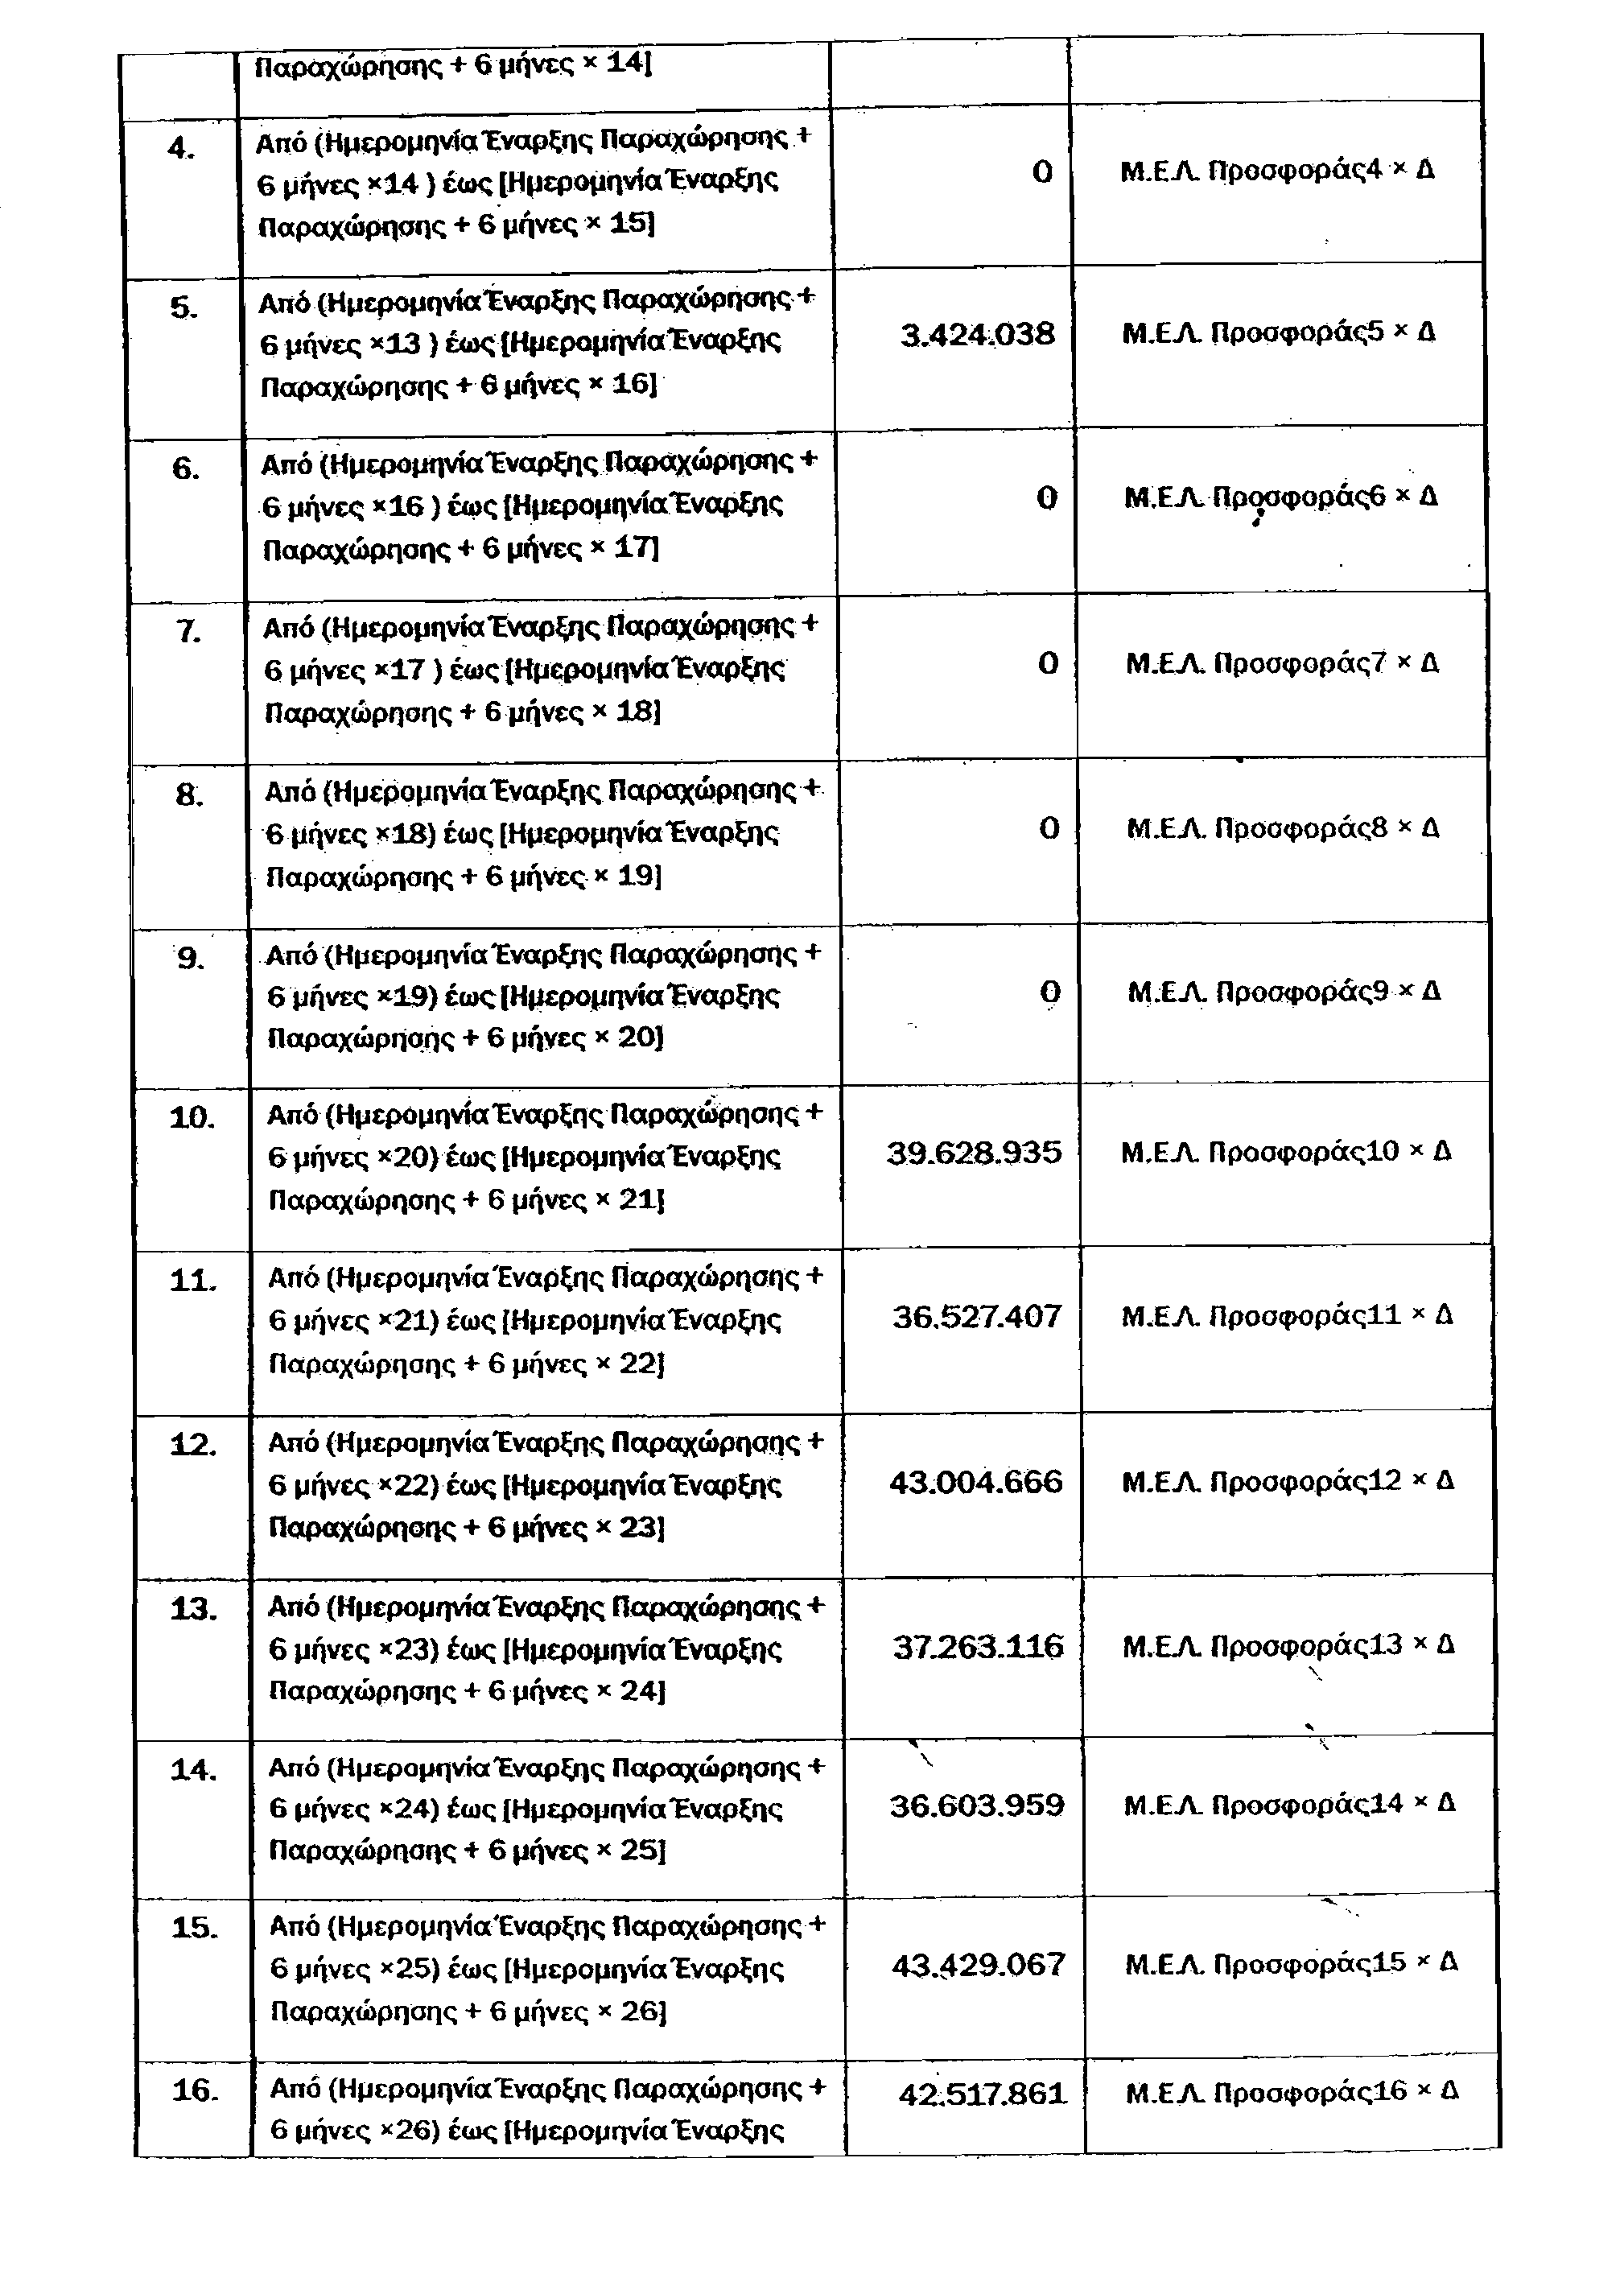 Παραχώρησης + 6 μήνες × 14]
4.
Από (Ημερομηνία Έναρξης Παραχώρησης +
6 μήνες ×14 ) έως [Ημερομηνία Έναρξης
Παραχώρησης + 6 μήνες × 15]
0
Μ.Ε.Λ. Προσφοράς4 × Δ
5.
Από (Ημερομηνία Έναρξης Παραχώρησης +
6 μήνες ×13 ) έως [Ημερομηνία Έναρξης
Παραχώρησης + 6 μήνες × 16]
3.424.038
Μ.Ε.Λ. Προσφοράς5 × Δ
6.
Από (Ημερομηνία Έναρξης Παραχώρησης +
6 μήνες ×16 ) έως [Ημερομηνία Έναρξης
Παραχώρησης + 6 μήνες × 17]
0
Μ.Ε.Λ. Προσφοράς6 × Δ
7.
Από (Ημερομηνία Έναρξης Παραχώρησης +
6 μήνες ×17 ) έως [Ημερομηνία Έναρξης
Παραχώρησης + 6 μήνες × 18]
0
Μ.Ε.Λ. Προσφοράς7 × Δ
8.
Από (Ημερομηνία Έναρξης Παραχώρησης +
6 μήνες ×18) έως [Ημερομηνία Έναρξης
Παραχώρησης + 6 μήνες × 19]
0
Μ.Ε.Λ. Προσφοράς8 × Δ
9.
Από (Ημερομηνία Έναρξης Παραχώρησης +
6 μήνες ×19) έως [Ημερομηνία Έναρξης
Παραχώρησης + 6 μήνες × 20]
0
Μ.Ε.Λ. Προσφοράς9 × Δ
10.
Από (Ημερομηνία Έναρξης Παραχώρησης +
6 μήνες ×20) έως [Ημερομηνία Έναρξης
Παραχώρησης + 6 μήνες × 21]
39.628.935
Μ.Ε.Λ. Προσφοράς10 × Δ
11.
Από (Ημερομηνία Έναρξης Παραχώρησης +
6 μήνες ×21) έως [Ημερομηνία Έναρξης
Παραχώρησης + 6 μήνες × 22]
36.527.407
Μ.Ε.Λ. Προσφοράς11 × Δ
12.
Από (Ημερομηνία Έναρξης Παραχώρησης +
6 μήνες ×22) έως [Ημερομηνία Έναρξης
Παραχώρησης + 6 μήνες × 23]
43.004.666
Μ.Ε.Λ. Προσφοράς12 × Δ
13.
Από (Ημερομηνία Έναρξης Παραχώρησης +
6 μήνες ×23) έως [Ημερομηνία Έναρξης
Παραχώρησης + 6 μήνες × 24]
37.263.116
Μ.Ε.Λ. Προσφοράς13 × Δ
14.
Από (Ημερομηνία Έναρξης Παραχώρησης +
6 μήνες ×24) έως [Ημερομηνία Έναρξης
Παραχώρησης + 6 μήνες × 25]
36.603.959
Μ.Ε.Λ. Προσφοράς14 × Δ
15.
Από (Ημερομηνία Έναρξης Παραχώρησης +
6 μήνες ×25) έως [Ημερομηνία Έναρξης
Παραχώρησης + 6 μήνες × 26]
43.429.067
Μ.Ε.Λ. Προσφοράς15 × Δ
16.
Από (Ημερομηνία Έναρξης Παραχώρησης +
6 μήνες ×26) έως [Ημερομηνία Έναρξης
42.517.861
Μ.Ε.Λ. Προσφοράς16 × Δ